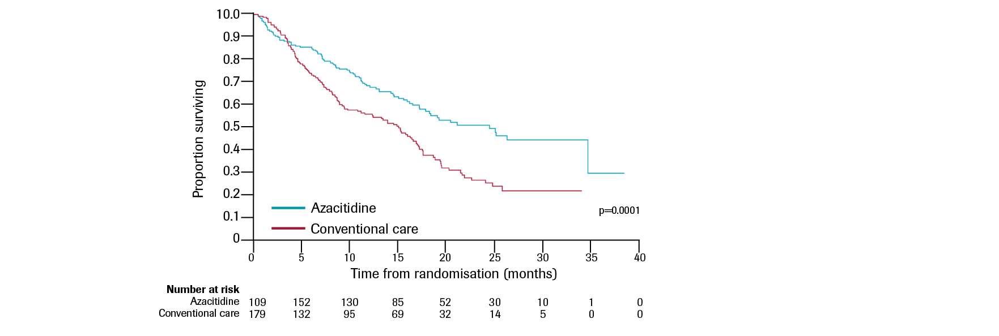 10.0
0.9
0.8
0.7
0.6
0.5
0.4
0.3
0.2
0.1
0
Proportion surviving
Azacitidine
Conventional care
p=0.0001
0 5 10 15 20 25 30 35 40
Time from randomisation (months)
Number at risk
Azacitidine 109 152 130 85 52 30 10 1 0
Conventional care 179 132 95 69 32 14 5 0 0